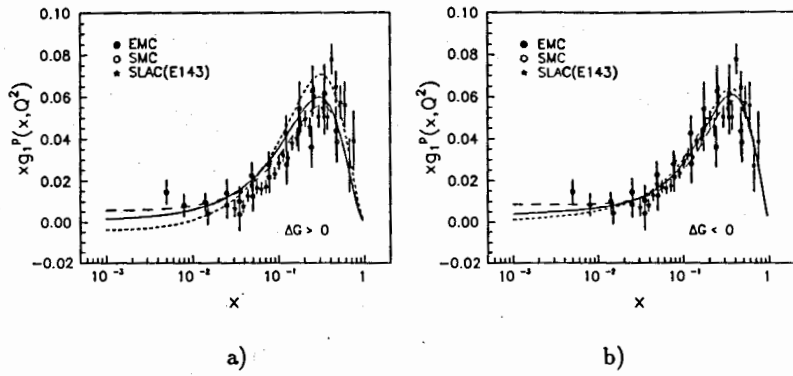 0.10
0.08
0.06
0.04
0.02
0.00
−0.02
xg₁ᵖ(x,Q²)
EMC
SMC
SLAC(E143)
ΔG > 0
10⁻³ 10⁻² 10⁻¹ 1
x
a)
0.10
0.08
0.06
0.04
0.02
0.00
−0.02
xg₁ᵖ(x,Q²)
EMC
SMC
SLAC(E143)
ΔG < 0
10⁻³ 10⁻² 10⁻¹ 1
x
b)